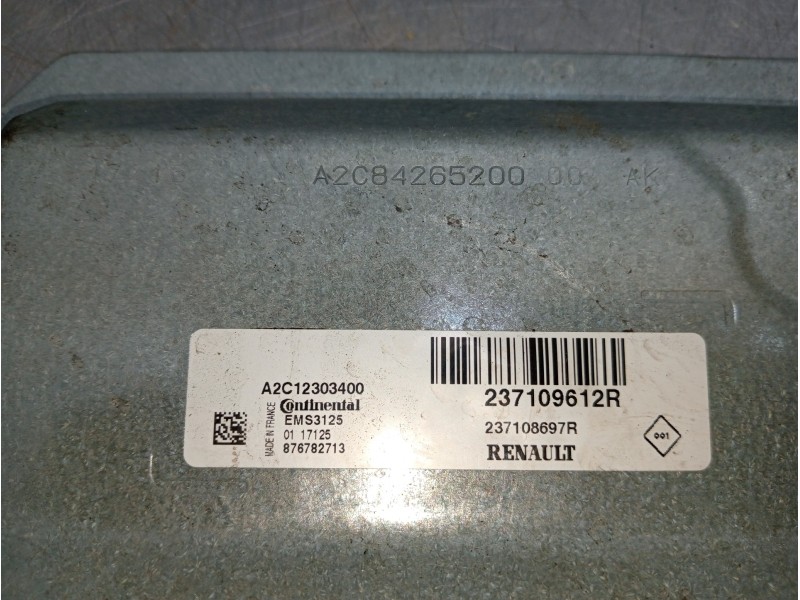 A2C84265200 00 AK
A2C12303400
Continental
EMS3125
01 17125
876782713
MADE IN FRANCE
237109612R
237108697R
RENAULT
001